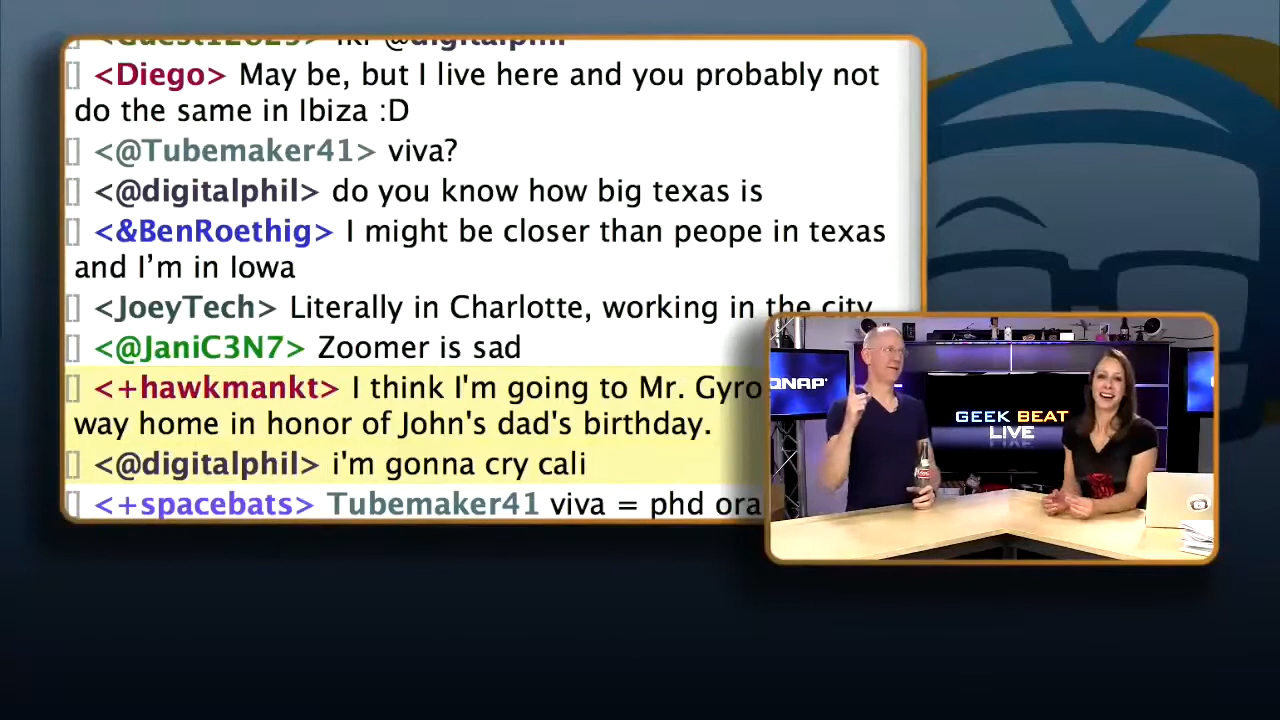 @digitalphil
[] <Diego> May be, but I live here and you probably not
do the same in Ibiza :D
[] <@Tubemaker41> viva?
[] <@digitalphil> do you know how big texas is
[] <&BenRoethig> I might be closer than peope in texas
and I'm in Iowa
[] <JoeyTech> Literally in Charlotte, working in the city
[] <@JaniC3N7> Zoomer is sad
[] <+hawkmankt> I think I'm going to Mr. Gyro
way home in honor of John's dad's birthday.
[] <@digitalphil> i'm gonna cry cali
[] <+spacebats> Tubemaker41 viva = phd ora
QNAP
GEEK BEAT
LIVE